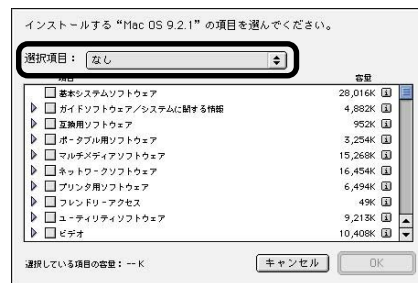 インストールする“Mac OS 9.2.1”の項目を選んでください。
選択項目： なし
項目 容量
基本システムソフトウェア 28,016K
ガイドソフトウェア／システムに関する情報 4,882K
互換用ソフトウェア 952K
ポータブル用ソフトウェア 3,254K
マルチメディアソフトウェア 15,268K
ネットワークソフトウェア 16,454K
プリンタ用ソフトウェア 6,494K
フレンドリーアクセス 49K
ユーティリティソフトウェア 9,213K
ビデオ 10,408K
選択している項目の容量： -- K キャンセル OK